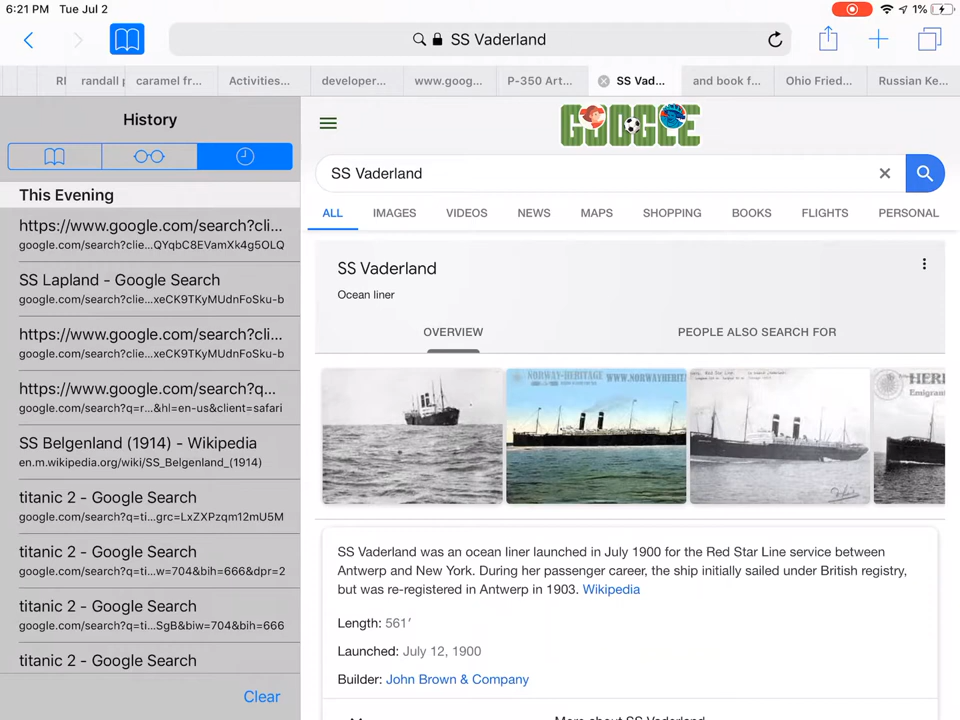 6:21 PM Tue Jul 2
1%
SS Vaderland
RI
randall
caramel fr...
Activities...
developer...
www.goog...
P-350 Art...
SS Vad...
and book f...
Ohio Fried...
Russian Ke...
History
This Evening
https://www.google.com/search?cli...
google.com/search?clie...QYqbC8EVamXk4g5OLQ
SS Lapland - Google Search
google.com/search?clie...xeCK9TKyMUdnFoSku-b
https://www.google.com/search?cli...
google.com/search?clie...xeCK9TKyMUdnFoSku-b
https://www.google.com/search?q...
google.com/search?q=r...&hl=en-us&client=safari
SS Belgenland (1914) - Wikipedia
en.m.wikipedia.org/wiki/SS_Belgenland_(1914)
titanic 2 - Google Search
google.com/search?q=ti...grc=LxZXPzqm12mU5M
titanic 2 - Google Search
google.com/search?q=ti...w=704&bih=666&dpr=2
titanic 2 - Google Search
google.com/search?q=ti...SgB&biw=704&bih=666
titanic 2 - Google Search
Clear
GOOGLE
SS Vaderland
ALL IMAGES VIDEOS NEWS MAPS SHOPPING BOOKS FLIGHTS PERSONAL
SS Vaderland
Ocean liner
OVERVIEW PEOPLE ALSO SEARCH FOR
NORWAY-HERITAGE WWW.NORWAYHERIT
HERI
Emigrant
SS Vaderland was an ocean liner launched in July 1900 for the Red Star Line service between
Antwerp and New York. During her passenger career, the ship initially sailed under British registry,
but was re-registered in Antwerp in 1903. Wikipedia
Length: 561′
Launched: July 12, 1900
Builder: John Brown & Company
More about SS Vaderland